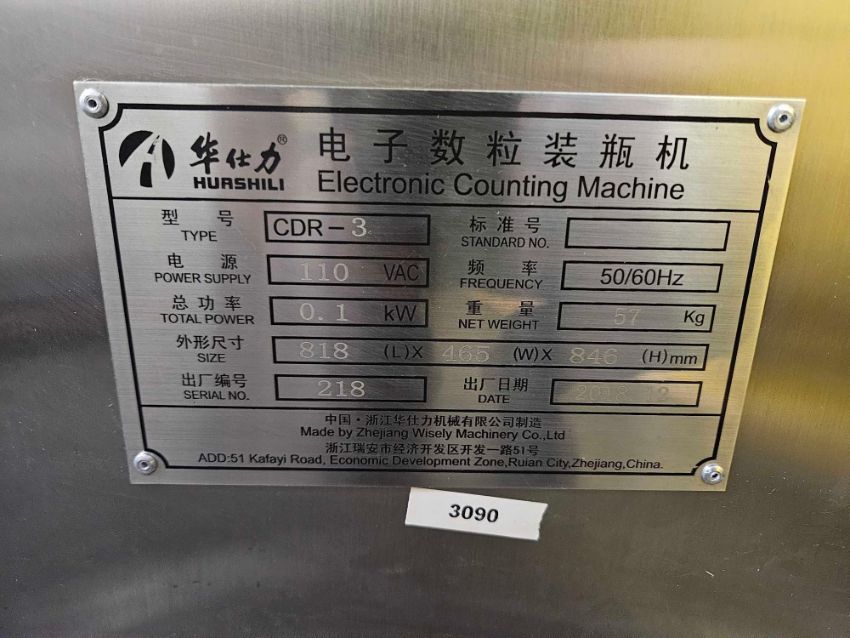 华仕力® 电子数粒装瓶机
HUASHILI Electronic Counting Machine
型号 TYPE CDR-3 标准号 STANDARD NO.
电源 POWER SUPPLY 110 VAC 频率 FREQUENCY 50/60Hz
总功率 TOTAL POWER 0.1 kW 重量 NET WEIGHT 57 Kg
外形尺寸 SIZE 818 (L)X 465 (W)X 846 (H)mm
出厂编号 SERIAL NO. 218 出厂日期 DATE
中国·浙江华仕力机械有限公司制造
Made by Zhejiang Wisely Machinery Co.,Ltd
浙江瑞安市经济开发区开发一路51号
ADD:51 Kafayi Road, Economic Development Zone,Ruian City,Zhejiang,China.
3090